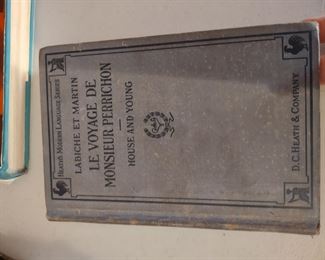 HEATH'S MODERN LANGUAGE SERIES
LABICHE ET MARTIN
LE VOYAGE DE
MONSIEUR PERRICHON
HOUSE AND YOUNG
D. C. HEATH & COMPANY